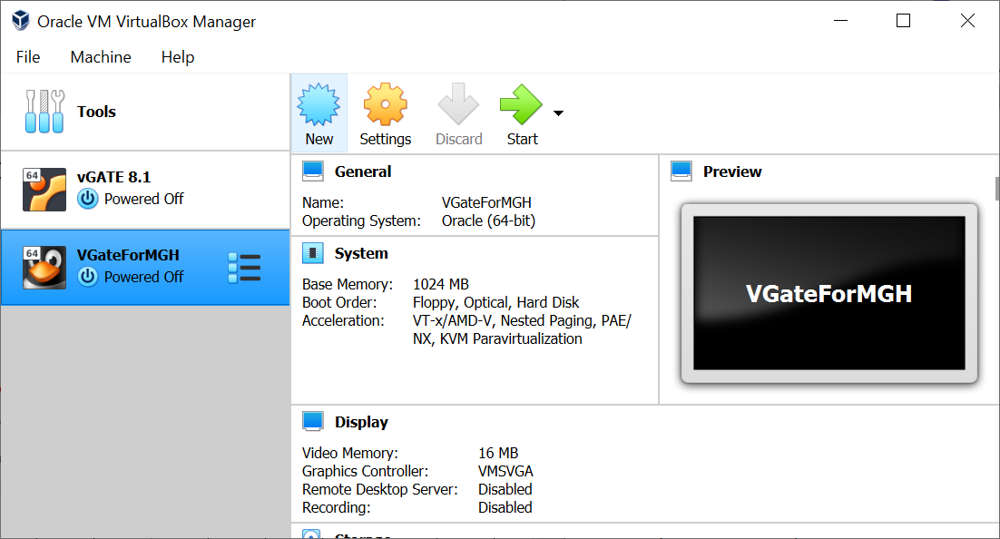 Oracle VM VirtualBox Manager
File Machine Help
Tools
64
vGATE 8.1
Powered Off
64
VGateForMGH
Powered Off
New Settings Discard Start
General
Name: VGateForMGH
Operating System: Oracle (64-bit)
System
Base Memory: 1024 MB
Boot Order: Floppy, Optical, Hard Disk
Acceleration: VT-x/AMD-V, Nested Paging, PAE/
NX, KVM Paravirtualization
Preview
VGateForMGH
Display
Video Memory: 16 MB
Graphics Controller: VMSVGA
Remote Desktop Server: Disabled
Recording: Disabled
Storage